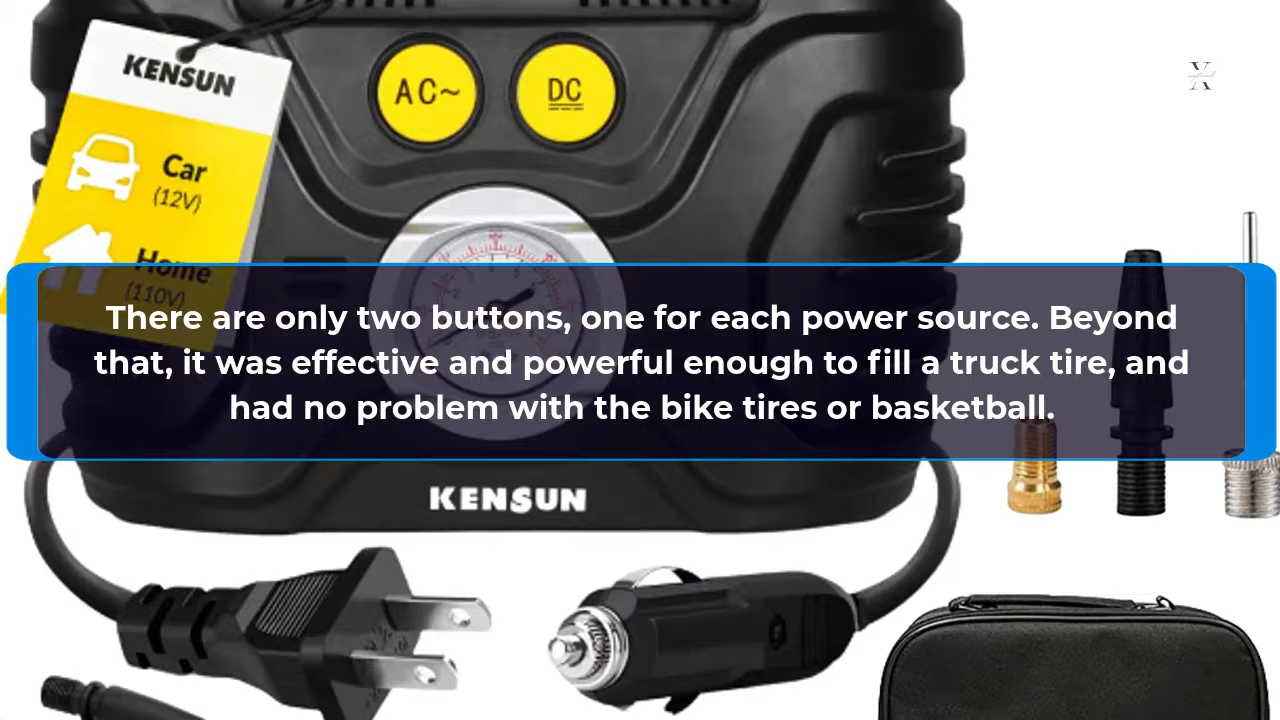 KENSUN
AC~
DC
Car
(12V)
Home
(110V)
There are only two buttons, one for each power source. Beyond
that, it was effective and powerful enough to fill a truck tire, and
had no problem with the bike tires or basketball.
KENSUN